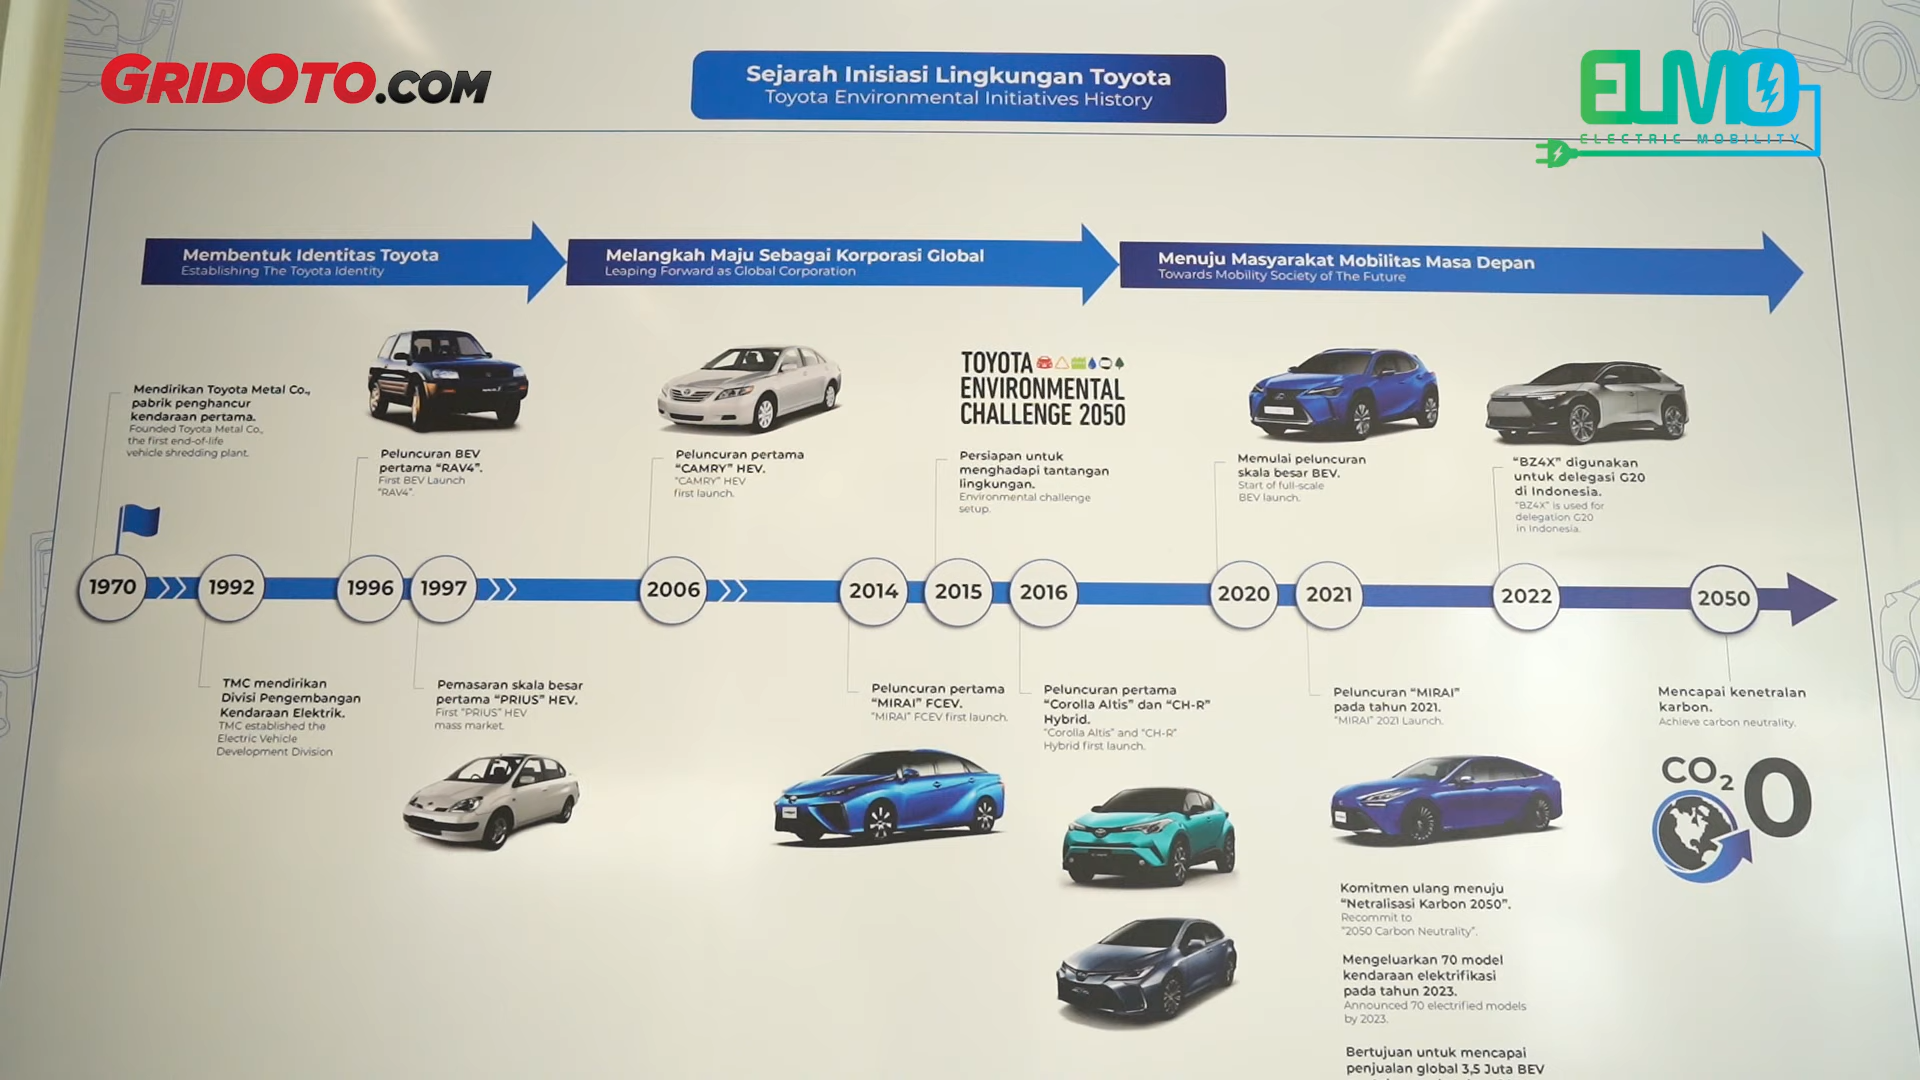 GRIDOTO.COM
Sejarah Inisiasi Lingkungan Toyota
Toyota Environmental Initiatives History
ELMO
ELECTRIC MOBILITY
Membentuk Identitas Toyota
Establishing The Toyota Identity
Melangkah Maju Sebagai Korporasi Global
Leaping Forward as Global Corporation
Menuju Masyarakat Mobilitas Masa Depan
Towards Mobility Society of The Future
Mendirikan Toyota Metal Co.,
pabrik penghancur
kendaraan pertama.
Founded Toyota Metal Co.,
the first end-of-life
vehicle shredding plant.
Peluncuran BEV
pertama “RAV4”.
First BEV Launch
“RAV4”.
Peluncuran pertama
“CAMRY” HEV.
“CAMRY” HEV
first launch.
TOYOTA
ENVIRONMENTAL
CHALLENGE 2050
Persiapan untuk
menghadapi tantangan
lingkungan.
Environmental challenge
setup.
Memulai peluncuran
skala besar BEV.
Start of full-scale
BEV launch.
“BZ4X” digunakan
untuk delegasi G20
di Indonesia.
“BZ4X” is used for
delegation G20
in Indonesia.
1970
1992
1996
1997
2006
2014
2015
2016
2020
2021
2022
2050
TMC mendirikan
Divisi Pengembangan
Kendaraan Elektrik.
TMC established the
Electric Vehicle
Development Division
Pemasaran skala besar
pertama “PRIUS” HEV.
First “PRIUS” HEV
mass market.
Peluncuran pertama
“MIRAI” FCEV.
“MIRAI” FCEV first launch.
Peluncuran pertama
“Corolla Altis” dan “CH-R”
Hybrid.
“Corolla Altis” and “CH-R”
Hybrid first launch.
Peluncuran “MIRAI”
pada tahun 2021.
“MIRAI” 2021 Launch.
Mencapai kenetralan
karbon.
Achieve carbon neutrality.
CO₂ 0
Komitmen ulang menuju
“Netralisasi Karbon 2050”.
Recommit to
“2050 Carbon Neutrality”.
Mengeluarkan 70 model
kendaraan elektrifikasi
pada tahun 2023.
Announced 70 electrified models
by 2023.
Bertujuan untuk mencapai
penjualan global 3,5 Juta BEV